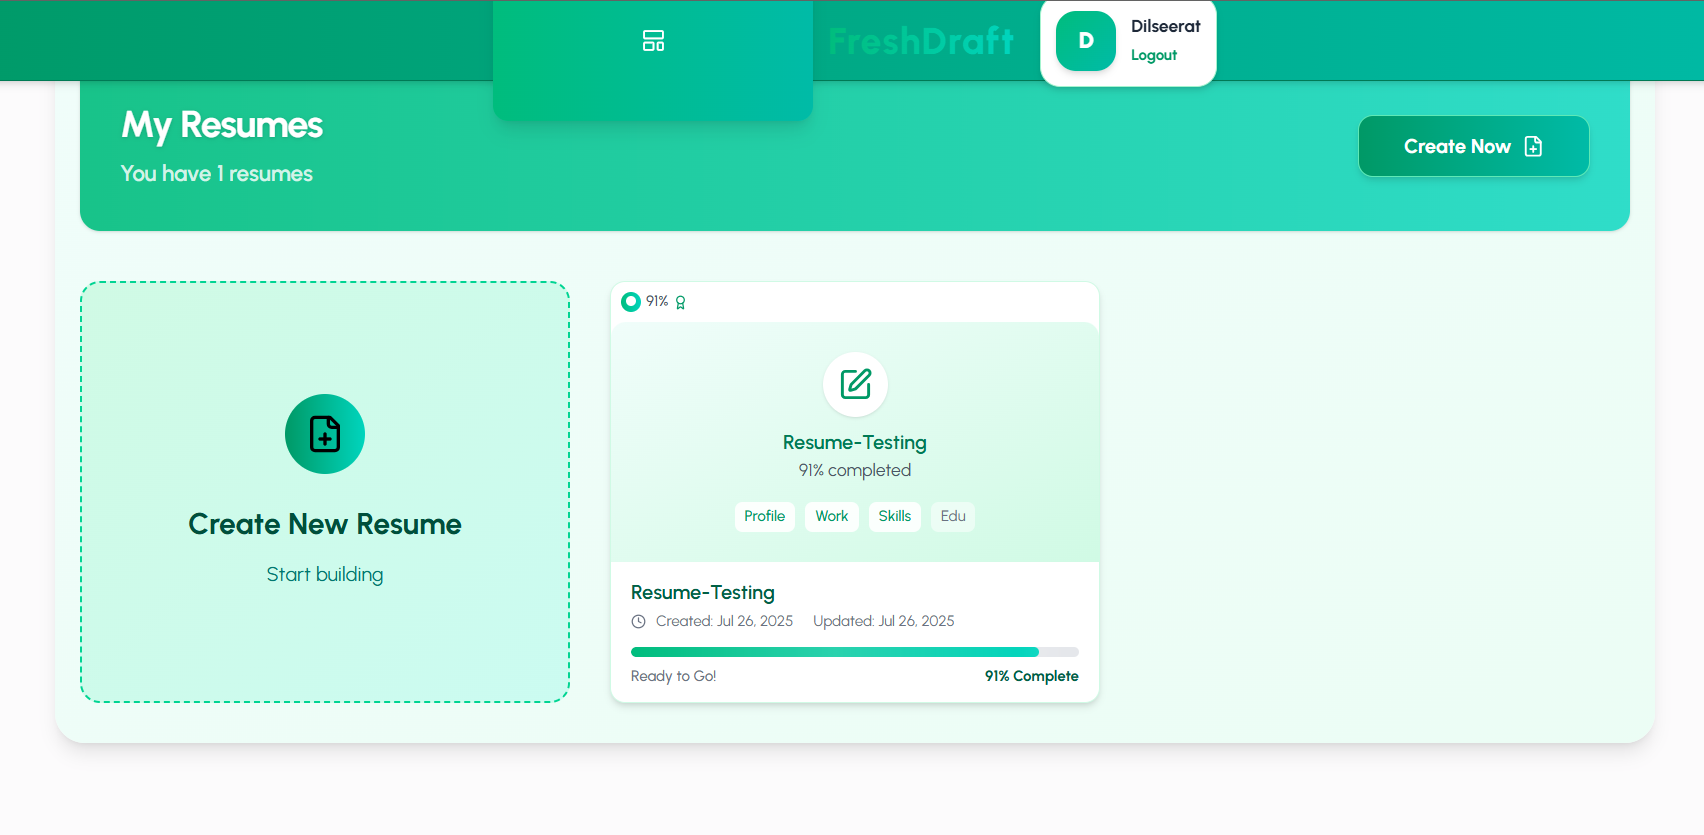 FreshDraft
D
Dilseerat
Logout
My Resumes
You have 1 resumes
Create Now
Create New Resume
Start building
91%
Resume-Testing
91% completed
Profile Work Skills Edu
Resume-Testing
Created: Jul 26, 2025 Updated: Jul 26, 2025
Ready to Go! 91% Complete